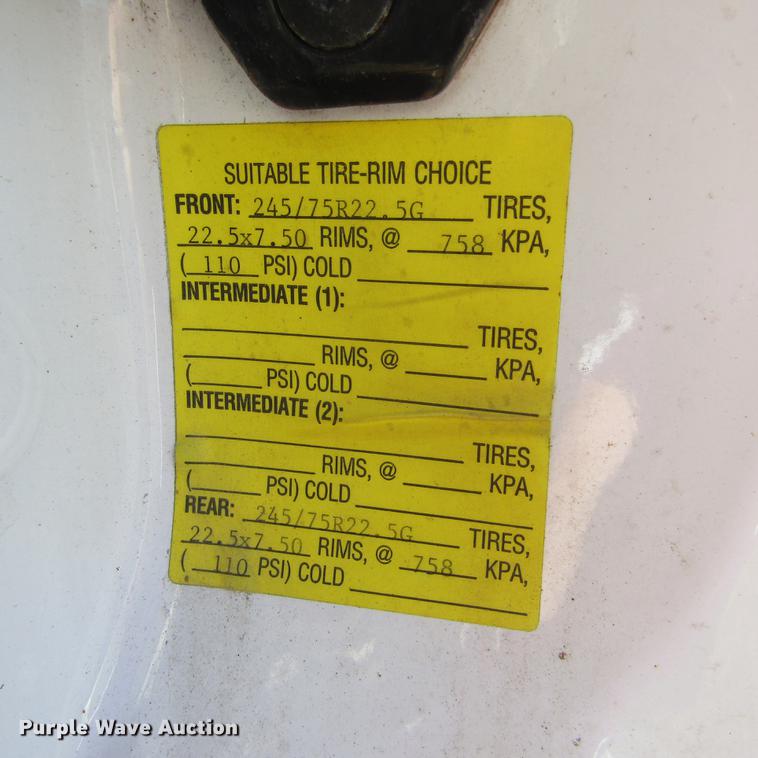 SUITABLE TIRE-RIM CHOICE
FRONT: 245/75R22.5G TIRES,
22.5x7.50 RIMS, @ 758 KPA,
( 110 PSI) COLD
INTERMEDIATE (1):
TIRES,
RIMS, @ KPA,
( PSI) COLD
INTERMEDIATE (2):
TIRES,
RIMS, @ KPA,
( PSI) COLD
REAR: 245/75R22.5G TIRES,
22.5x7.50 RIMS, @ 758 KPA,
( 110 PSI) COLD
Purple Wave Auction